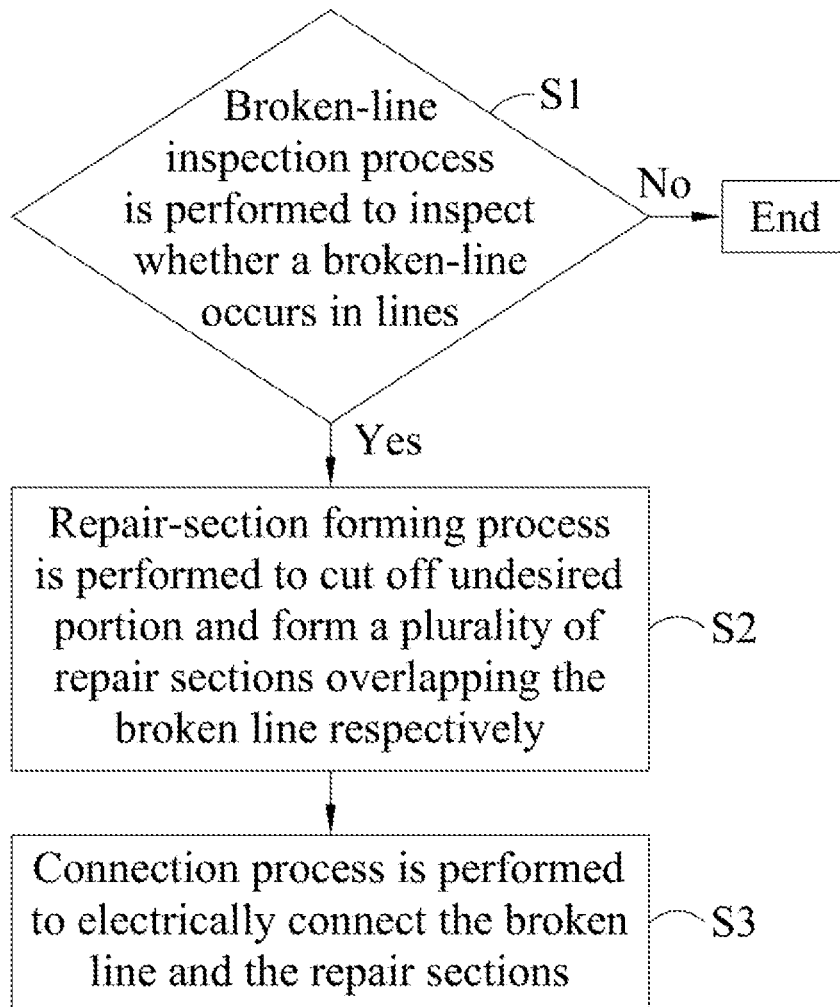 Broken-line
inspection process
is performed to inspect
whether a broken-line
occurs in lines
S1
No
End
Yes
Repair-section forming process
is performed to cut off undesired
portion and form a plurality of
repair sections overlapping the
broken line respectively
S2
Connection process is performed
to electrically connect the broken
line and the repair sections
S3